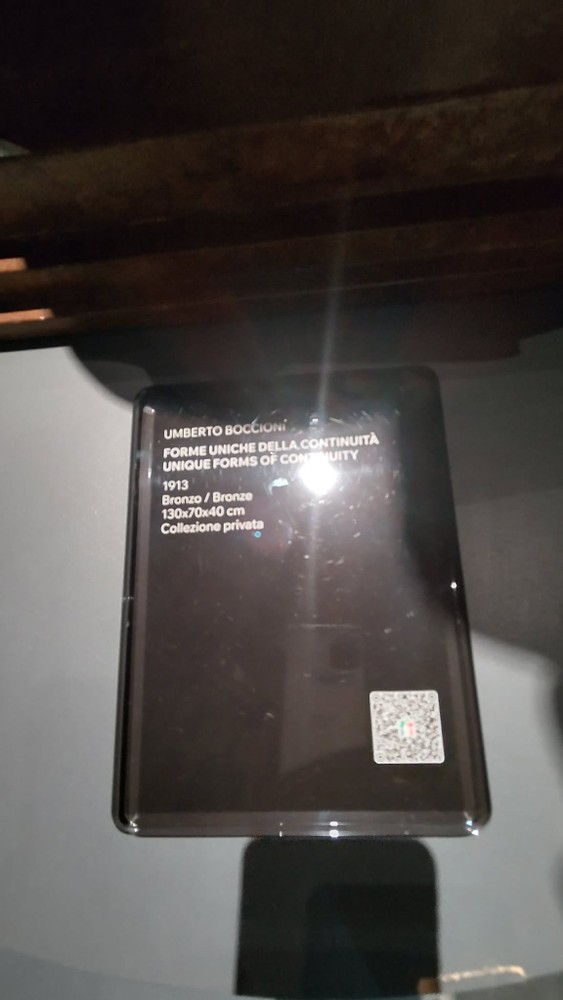 UMBERTO BOCCIONI
FORME UNICHE DELLA CONTINUITÀ
UNIQUE FORMS OF CONTINUITY
1913
Bronzo / Bronze
130x70x40 cm
Collezione privata